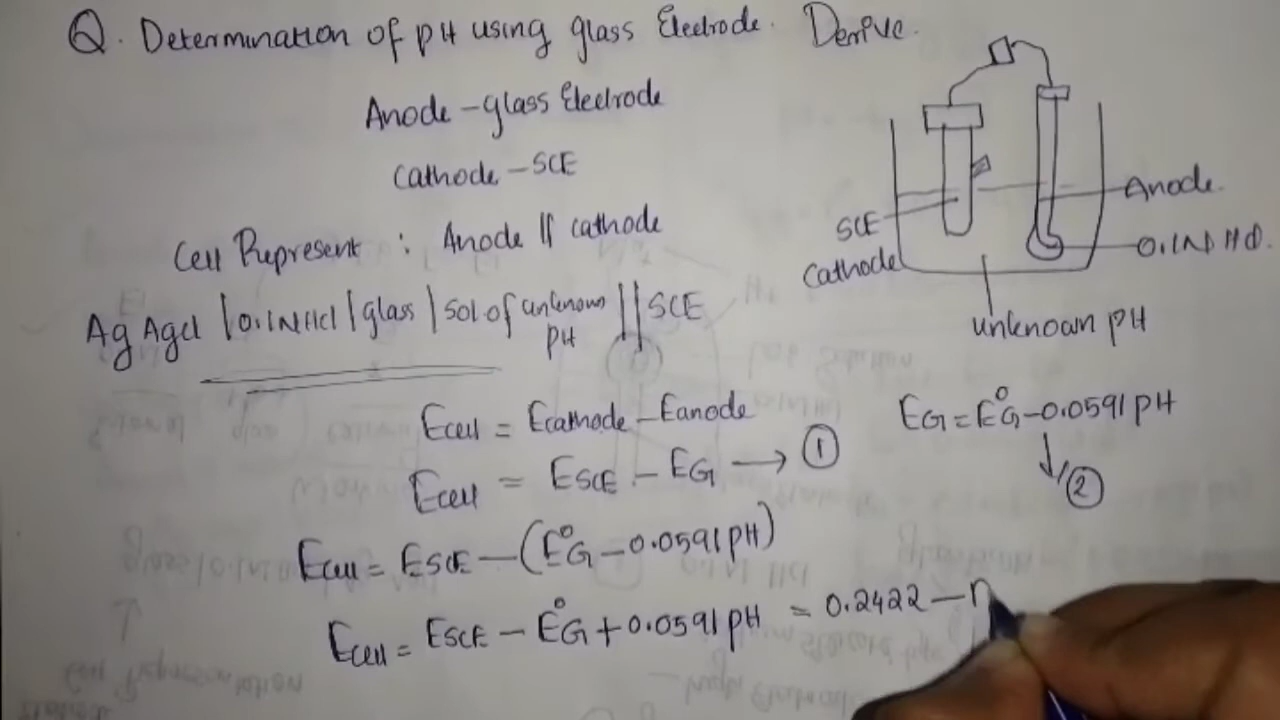 Q. Determination of pH using glass Electrode. Derive.
Anode - glass Electrode
Cathode - SCE
Cell Represent : Anode || cathode
Ag AgCl | 0.1N HCl | glass | Sol of unknown pH || SCE
SCE
Cathode
Anode.
0.1N HCl.
unknown pH
Ecell = Ecathode - Eanode
Ecell = ESCE - EG → ①
EG = E°G - 0.0591 pH
②
Ecell = ESCE - (E°G - 0.0591 pH)
Ecell = ESCE - E°G + 0.0591 pH = 0.2422 -